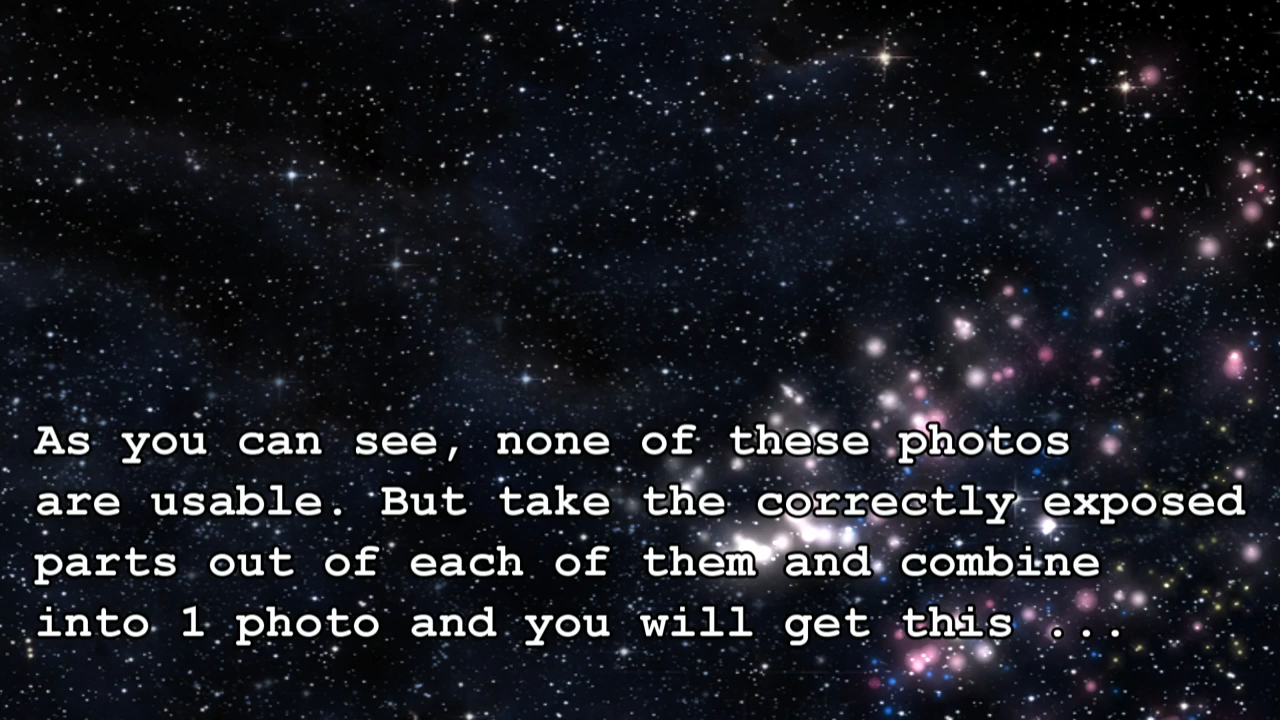 As you can see, none of these photos
are usable. But take the correctly exposed
parts out of each of them and combine
into 1 photo and you will get this ...